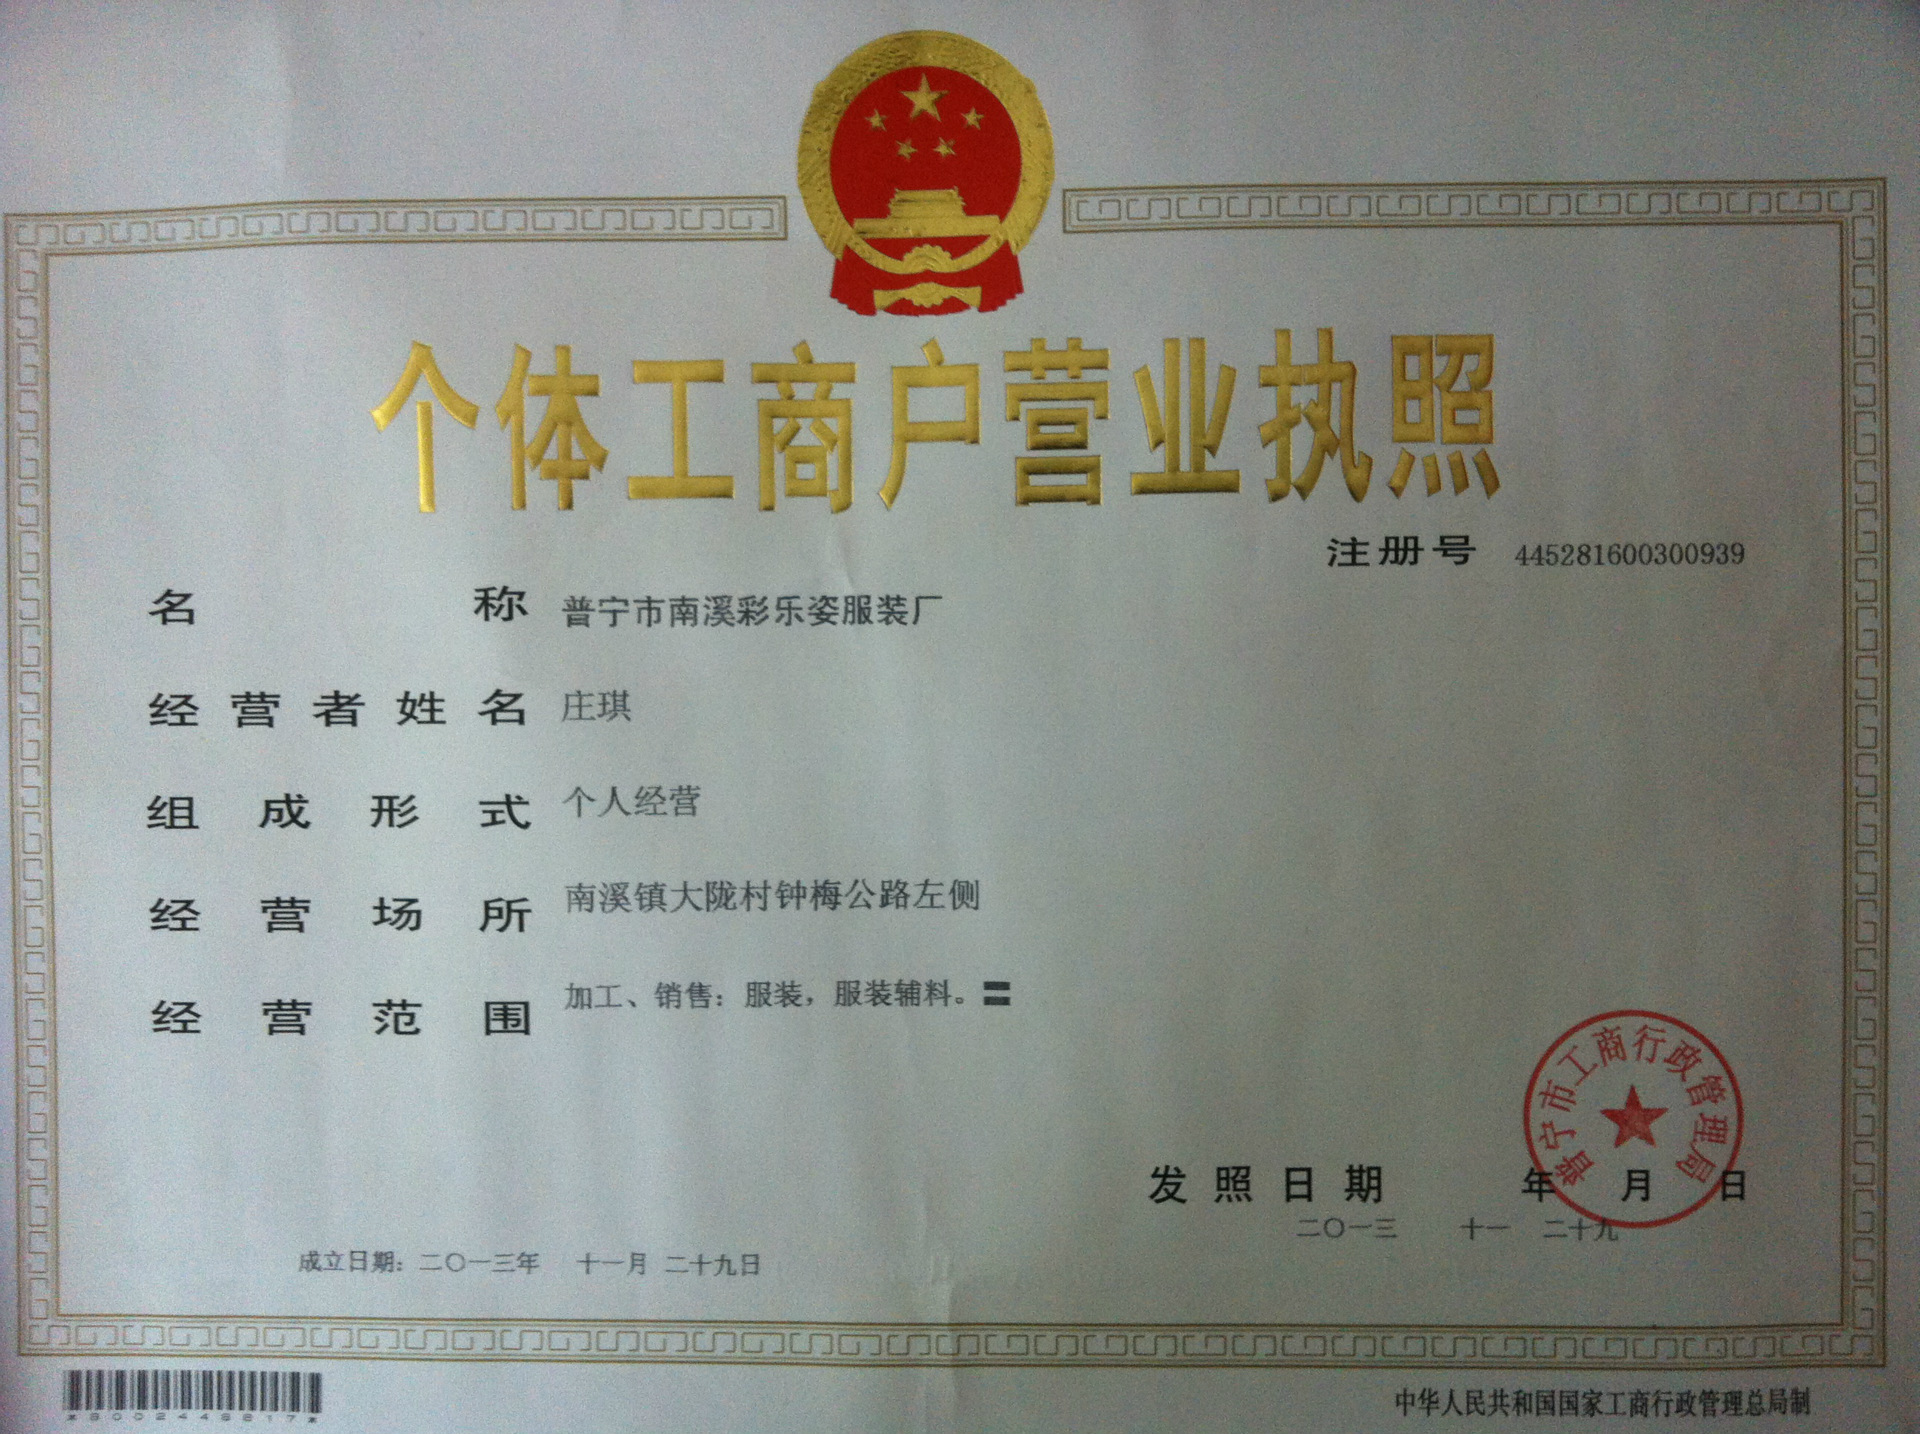 个体工商户营业执照
注册号 445281600300939
名称 普宁市南溪彩乐姿服装厂
经营者姓名 庄琪
组成形式 个人经营
经营场所 南溪镇大陇村钟梅公路左侧
经营范围 加工、销售：服装，服装辅料。〓
普宁市工商行政管理局
发照日期 年 月 日
二〇一三 十一 二十九
成立日期：二〇一三年 十一月 二十九日
中华人民共和国国家工商行政管理总局制